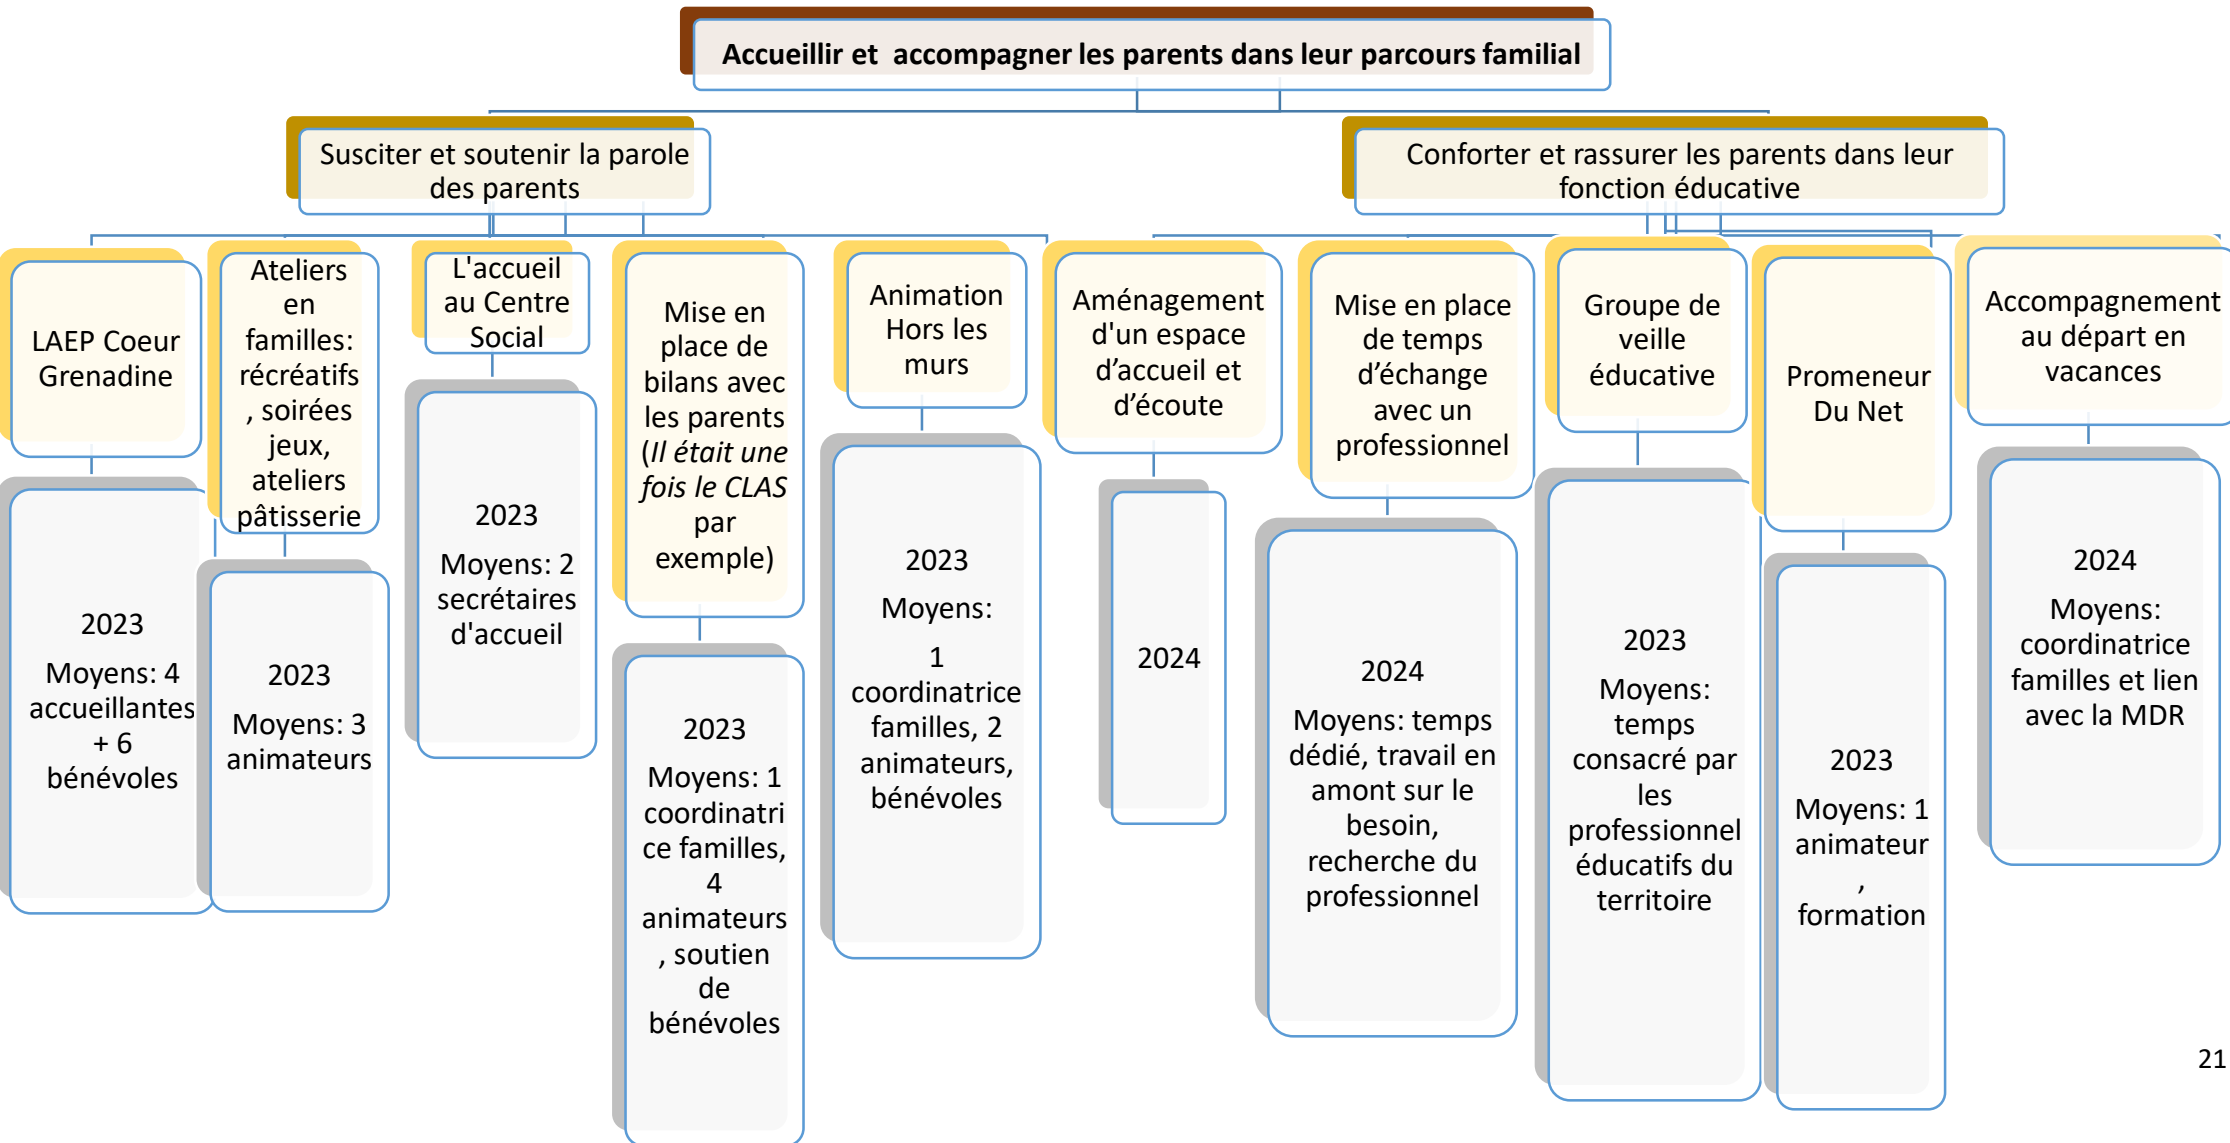 Accueillir et accompagner les parents dans leur parcours familial
Susciter et soutenir la parole
des parents
Conforter et rassurer les parents dans leur
fonction éducative
LAEP Coeur
Grenadine
2023
Moyens: 4
accueillantes
+ 6
bénévoles
Ateliers
en
familles:
récréatifs
, soirées
jeux,
ateliers
pâtisserie
2023
Moyens: 3
animateurs
L'accueil
au Centre
Social
2023
Moyens: 2
secrétaires
d'accueil
Mise en
place de
bilans avec
les parents
(Il était une
fois le CLAS
par
exemple)
2023
Moyens: 1
coordinatri
ce familles,
4
animateurs
, soutien
de
bénévoles
Animation
Hors les
murs
2023
Moyens:
1
coordinatrice
familles, 2
animateurs,
bénévoles
Aménagement
d'un espace
d’accueil et
d’écoute
2024
Mise en place
de temps
d’échange
avec un
professionnel
2024
Moyens: temps
dédié, travail en
amont sur le
besoin,
recherche du
professionnel
Groupe de
veille
éducative
2023
Moyens:
temps
consacré par
les
professionnel
éducatifs du
territoire
Promeneur
Du Net
2023
Moyens: 1
animateur
,
formation
Accompagnement
au départ en
vacances
2024
Moyens:
coordinatrice
familles et lien
avec la MDR
21